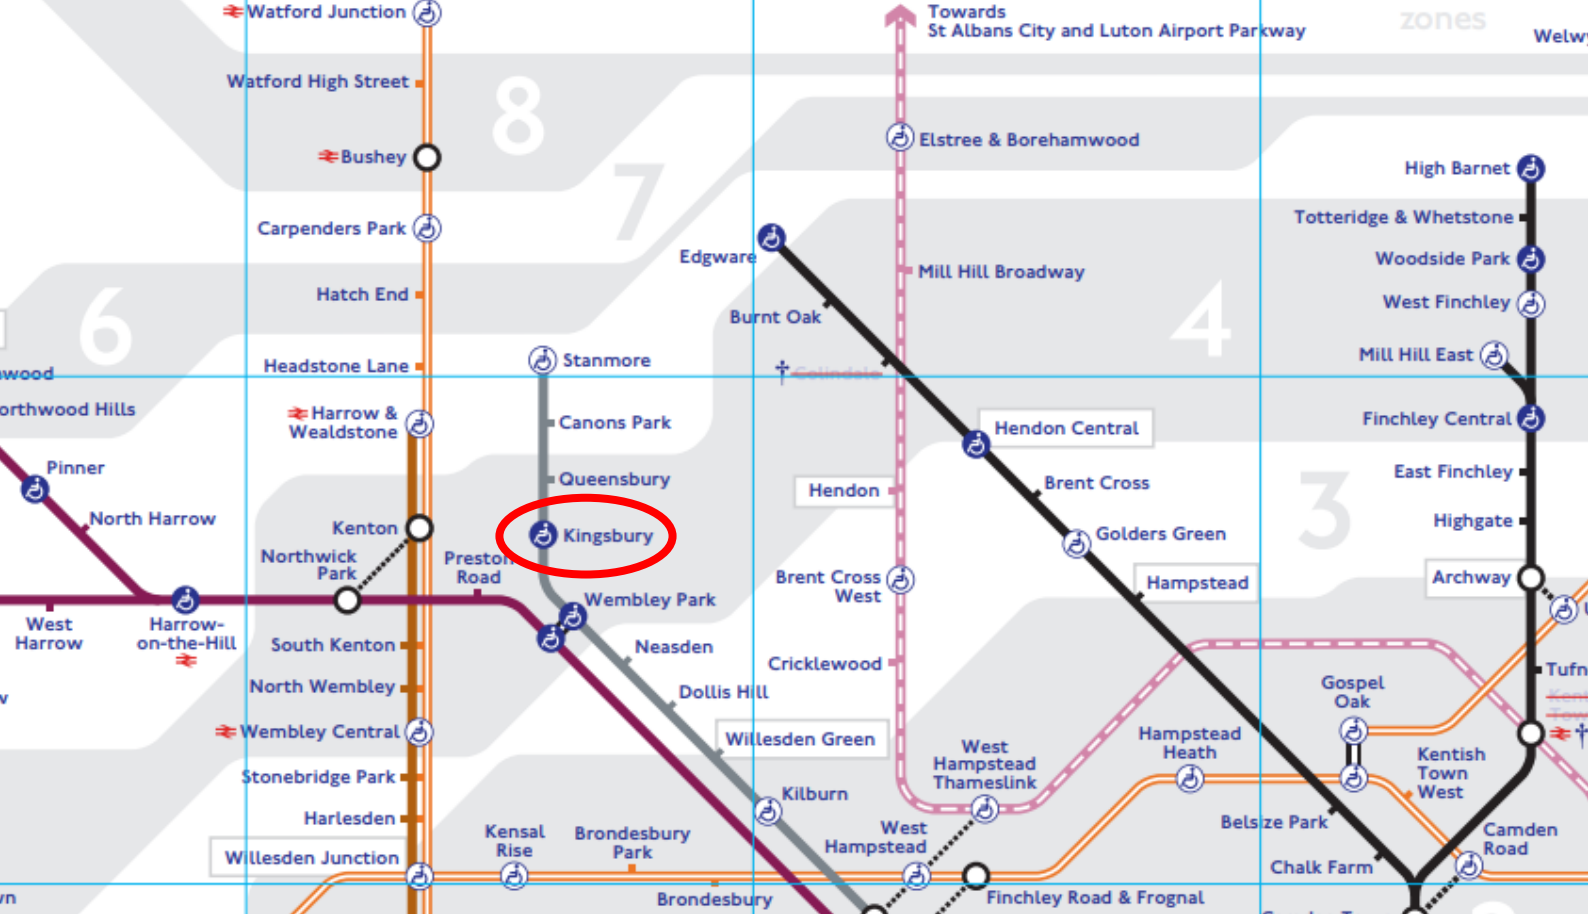 Watford Junction
Towards
St Albans City and Luton Airport Parkway
zones
Watford High Street
8
Bushey
Elstree & Borehamwood
7
High Barnet
Carpenders Park
Totteridge & Whetstone
Edgware
Woodside Park
Mill Hill Broadway
Hatch End
West Finchley
4
Burnt Oak
6
Mill Hill East
Headstone Lane
Stanmore
† Colindale
Northwood Hills
Harrow &
Wealdstone
Canons Park
Hendon Central
Finchley Central
Pinner
East Finchley
Queensbury
Brent Cross
Hendon
3
North Harrow
Highgate
Kenton
Kingsbury
Golders Green
Northwick
Park
Preston
Road
Brent Cross
West
Archway
Hampstead
Wembley Park
West
Harrow
Harrow-
on-the-Hill
South Kenton
Neasden
Cricklewood
North Wembley
Dollis Hill
Gospel
Oak
Wembley Central
Willesden Green
Hampstead
Heath
†
West
Hampstead
Thameslink
Stonebridge Park
Kentish
Town
West
Kilburn
Harlesden
Kensal
Rise
Brondesbury
Park
West
Hampstead
Belsize Park
Camden
Road
Willesden Junction
Chalk Farm
Brondesbury
Finchley Road & Frognal